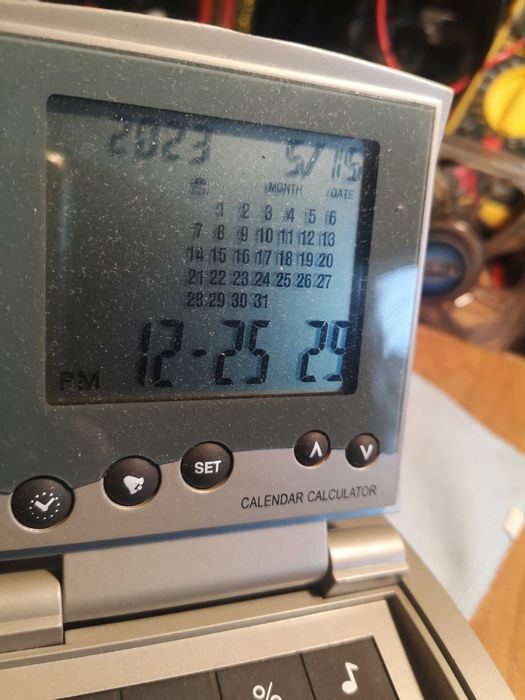 2023 5/15
MONTH DATE
1 2 3 4 5 6
7 8 9 10 11 12 13
14 15 16 17 18 19 20
21 22 23 24 25 26 27
28 29 30 31
PM 12-25 29
SET
CALENDAR CALCULATOR
%